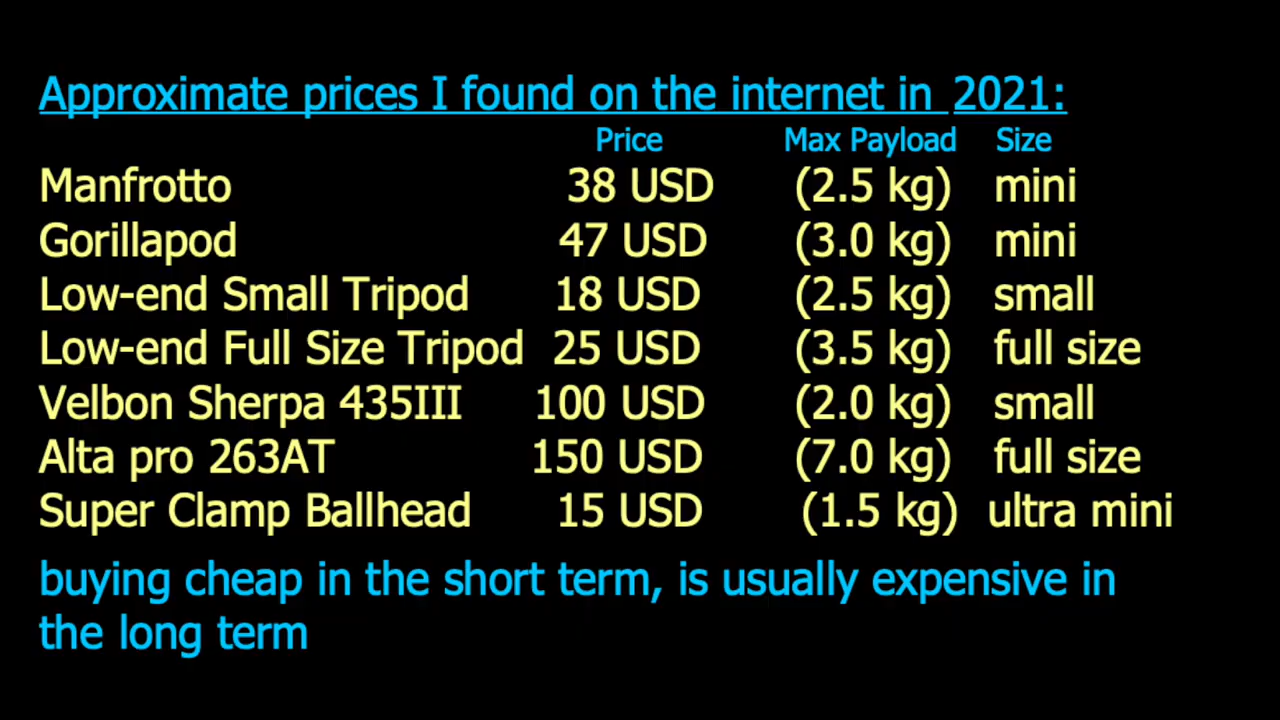 Approximate prices I found on the internet in 2021:
Price Max Payload Size
Manfrotto 38 USD (2.5 kg) mini
Gorillapod 47 USD (3.0 kg) mini
Low-end Small Tripod 18 USD (2.5 kg) small
Low-end Full Size Tripod 25 USD (3.5 kg) full size
Velbon Sherpa 435III 100 USD (2.0 kg) small
Alta pro 263AT 150 USD (7.0 kg) full size
Super Clamp Ballhead 15 USD (1.5 kg) ultra mini
buying cheap in the short term, is usually expensive in
the long term